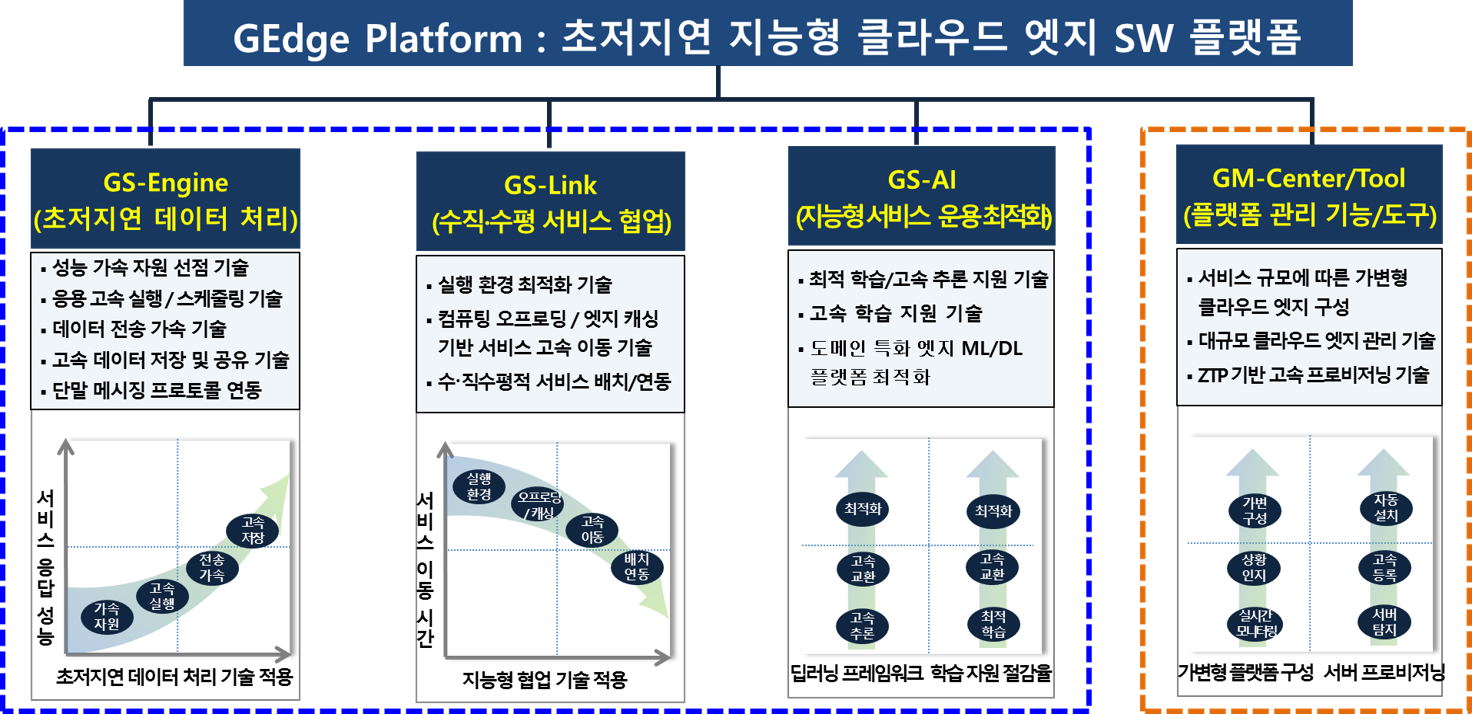 GEdge Platform : 초저지연 지능형 클라우드 엣지 SW 플랫폼
GS-Engine
(초저지연 데이터 처리)
▪ 성능 가속 자원 선점 기술
▪ 응용 고속 실행 / 스케줄링 기술
▪ 데이터 전송 가속 기술
▪ 고속 데이터 저장 및 공유 기술
▪ 단말 메시징 프로토콜 연동
서비스 응답 성능
고속
저장
전송
가속
고속
실행
가속
자원
초저지연 데이터 처리 기술 적용
GS-Link
(수직·수평 서비스 협업)
▪ 실행 환경 최적화 기술
▪ 컴퓨팅 오프로딩 / 엣지 캐싱
기반 서비스 고속 이동 기술
▪ 수·직수평적 서비스 배치/연동
서비스 이동 시간
실행
환경
오프로딩
/캐싱
고속
이동
배치
연동
지능형 협업 기술 적용
GS-AI
(지능형 서비스 운용 최적화)
▪ 최적 학습/고속 추론 지원 기술
▪ 고속 학습 지원 기술
▪ 도메인 특화 엣지 ML/DL
플랫폼 최적화
최적화
고속
교환
고속
추론
딥러닝 프레임워크
최적화
고속
교환
최적
학습
학습 자원 절감율
GM-Center/Tool
(플랫폼 관리 기능/도구)
▪ 서비스 규모에 따른 가변형
클라우드 엣지 구성
▪ 대규모 클라우드 엣지 관리 기술
▪ ZTP 기반 고속 프로비저닝 기술
가변
구성
상황
인지
실시간
모니터링
가변형 플랫폼 구성
자동
설치
고속
등록
서버
탐지
서버 프로비저닝